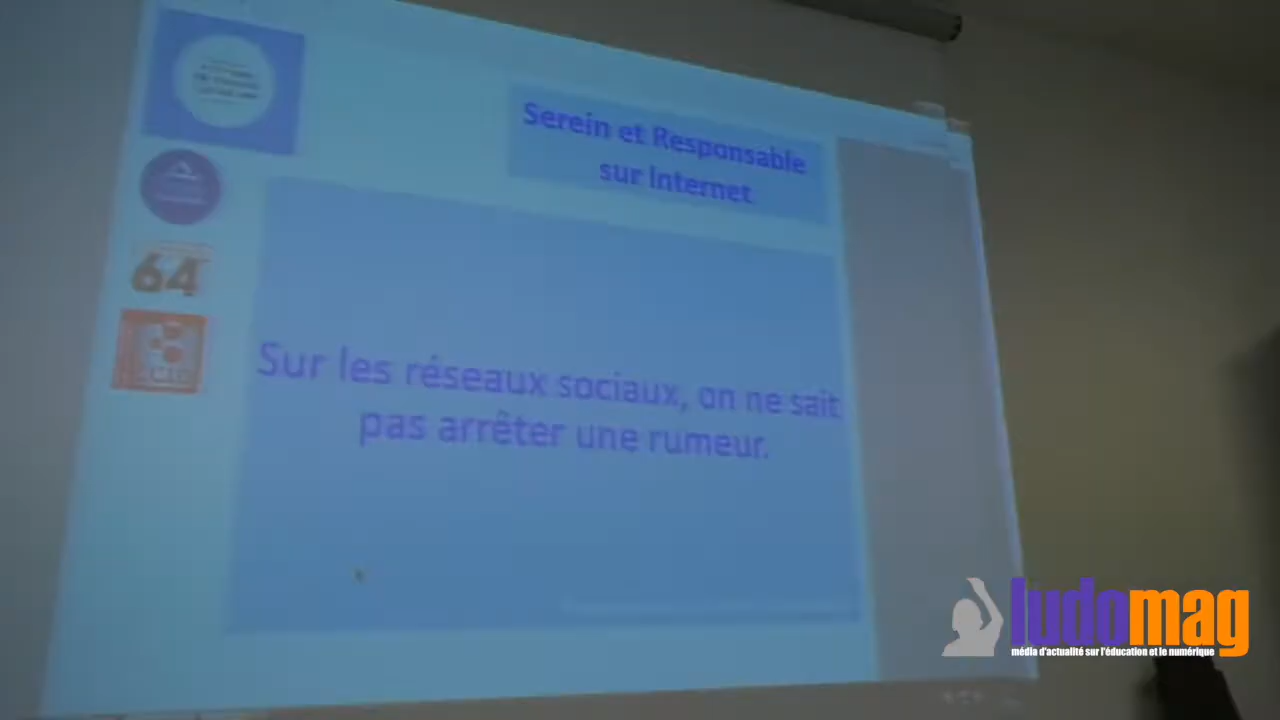 Serein et Responsable
sur Internet
64
Sur les réseaux sociaux, on ne sait
pas arrêter une rumeur.
ludomag
média d'actualité sur l'éducation et le numérique